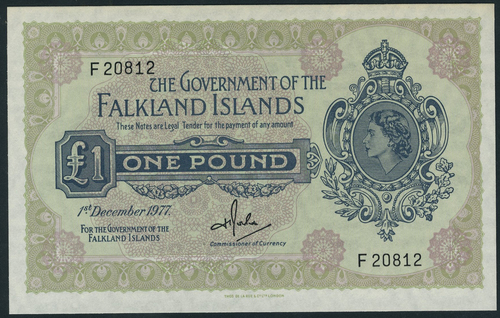 F 20812
THE GOVERNMENT OF THE
FALKLAND ISLANDS
These Notes are Legal Tender for the payment of any amount
£1 ONE POUND
1st December 1977.
FOR THE GOVERNMENT OF THE
FALKLAND ISLANDS
Commissioner of Currency
F 20812